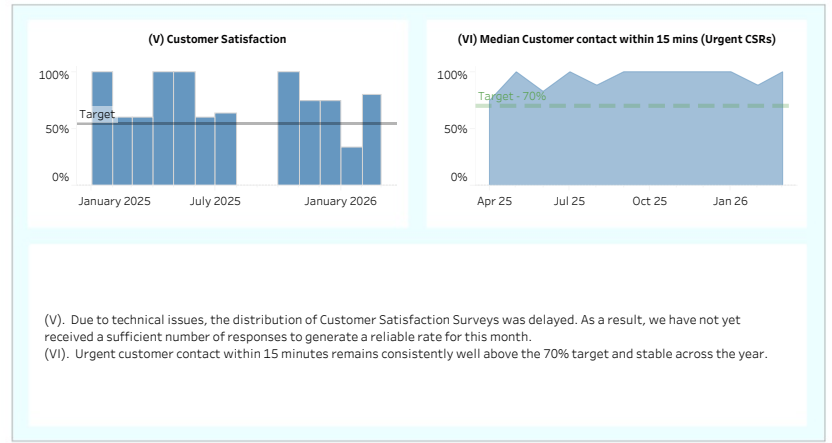 (V) Customer Satisfaction
100%
Target
50%
0%
January 2025 July 2025 January 2026
(VI) Median Customer contact within 15 mins (Urgent CSRs)
100%
Target - 70%
50%
0%
Apr 25 Jul 25 Oct 25 Jan 26
(V). Due to technical issues, the distribution of Customer Satisfaction Surveys was delayed. As a result, we have not yet
received a sufficient number of responses to generate a reliable rate for this month.
(VI). Urgent customer contact within 15 minutes remains consistently well above the 70% target and stable across the year.